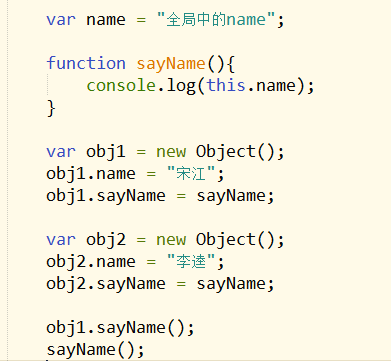 var name = "全局中的name";
function sayName(){
console.log(this.name);
}
var obj1 = new Object();
obj1.name = "宋江";
obj1.sayName = sayName;
var obj2 = new Object();
obj2.name = "李逵";
obj2.sayName = sayName;
obj1.sayName();
sayName();